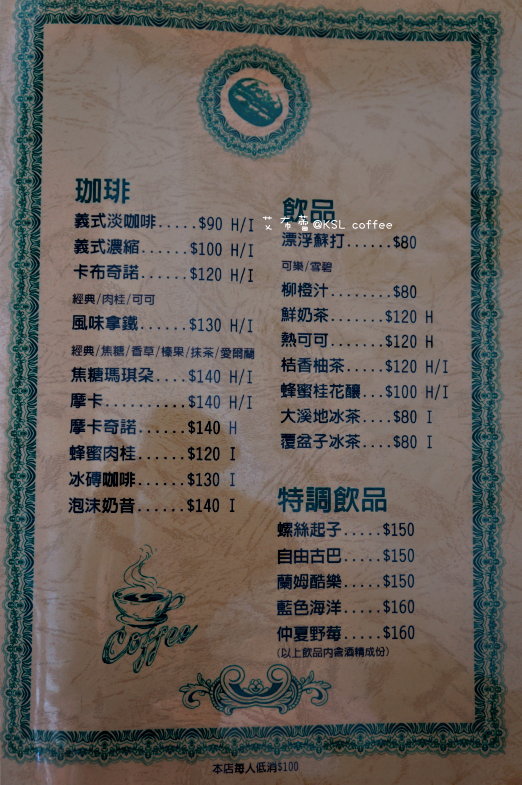 珈琲
義式淡咖啡.....$90 H/I
義式濃縮......$100 H/I
卡布奇諾......$120 H/I
經典/肉桂/可可
風味拿鐵......$130 H/I
經典/焦糖/香草/榛果/抹茶/愛爾蘭
焦糖瑪琪朵....$140 H/I
摩卡..........$140 H/I
摩卡奇諾......$140 H
蜂蜜肉桂......$120 I
冰磚咖啡......$130 I
泡沫奶昔......$140 I
Coffee
飲品
艾布蕾@KSL coffee
漂浮蘇打......$80
可樂/雪碧
柳橙汁........$80
鮮奶茶.......$120 H
熱可可.......$120 H
桔香柚茶.....$120 H/I
蜂蜜桂花釀...$100 H/I
大溪地冰茶....$80 I
覆盆子冰茶....$80 I
特調飲品
螺絲起子.....$150
自由古巴.....$150
蘭姆酷樂.....$150
藍色海洋.....$160
仲夏野莓.....$160
(以上飲品內含酒精成份)
本店每人低消$100